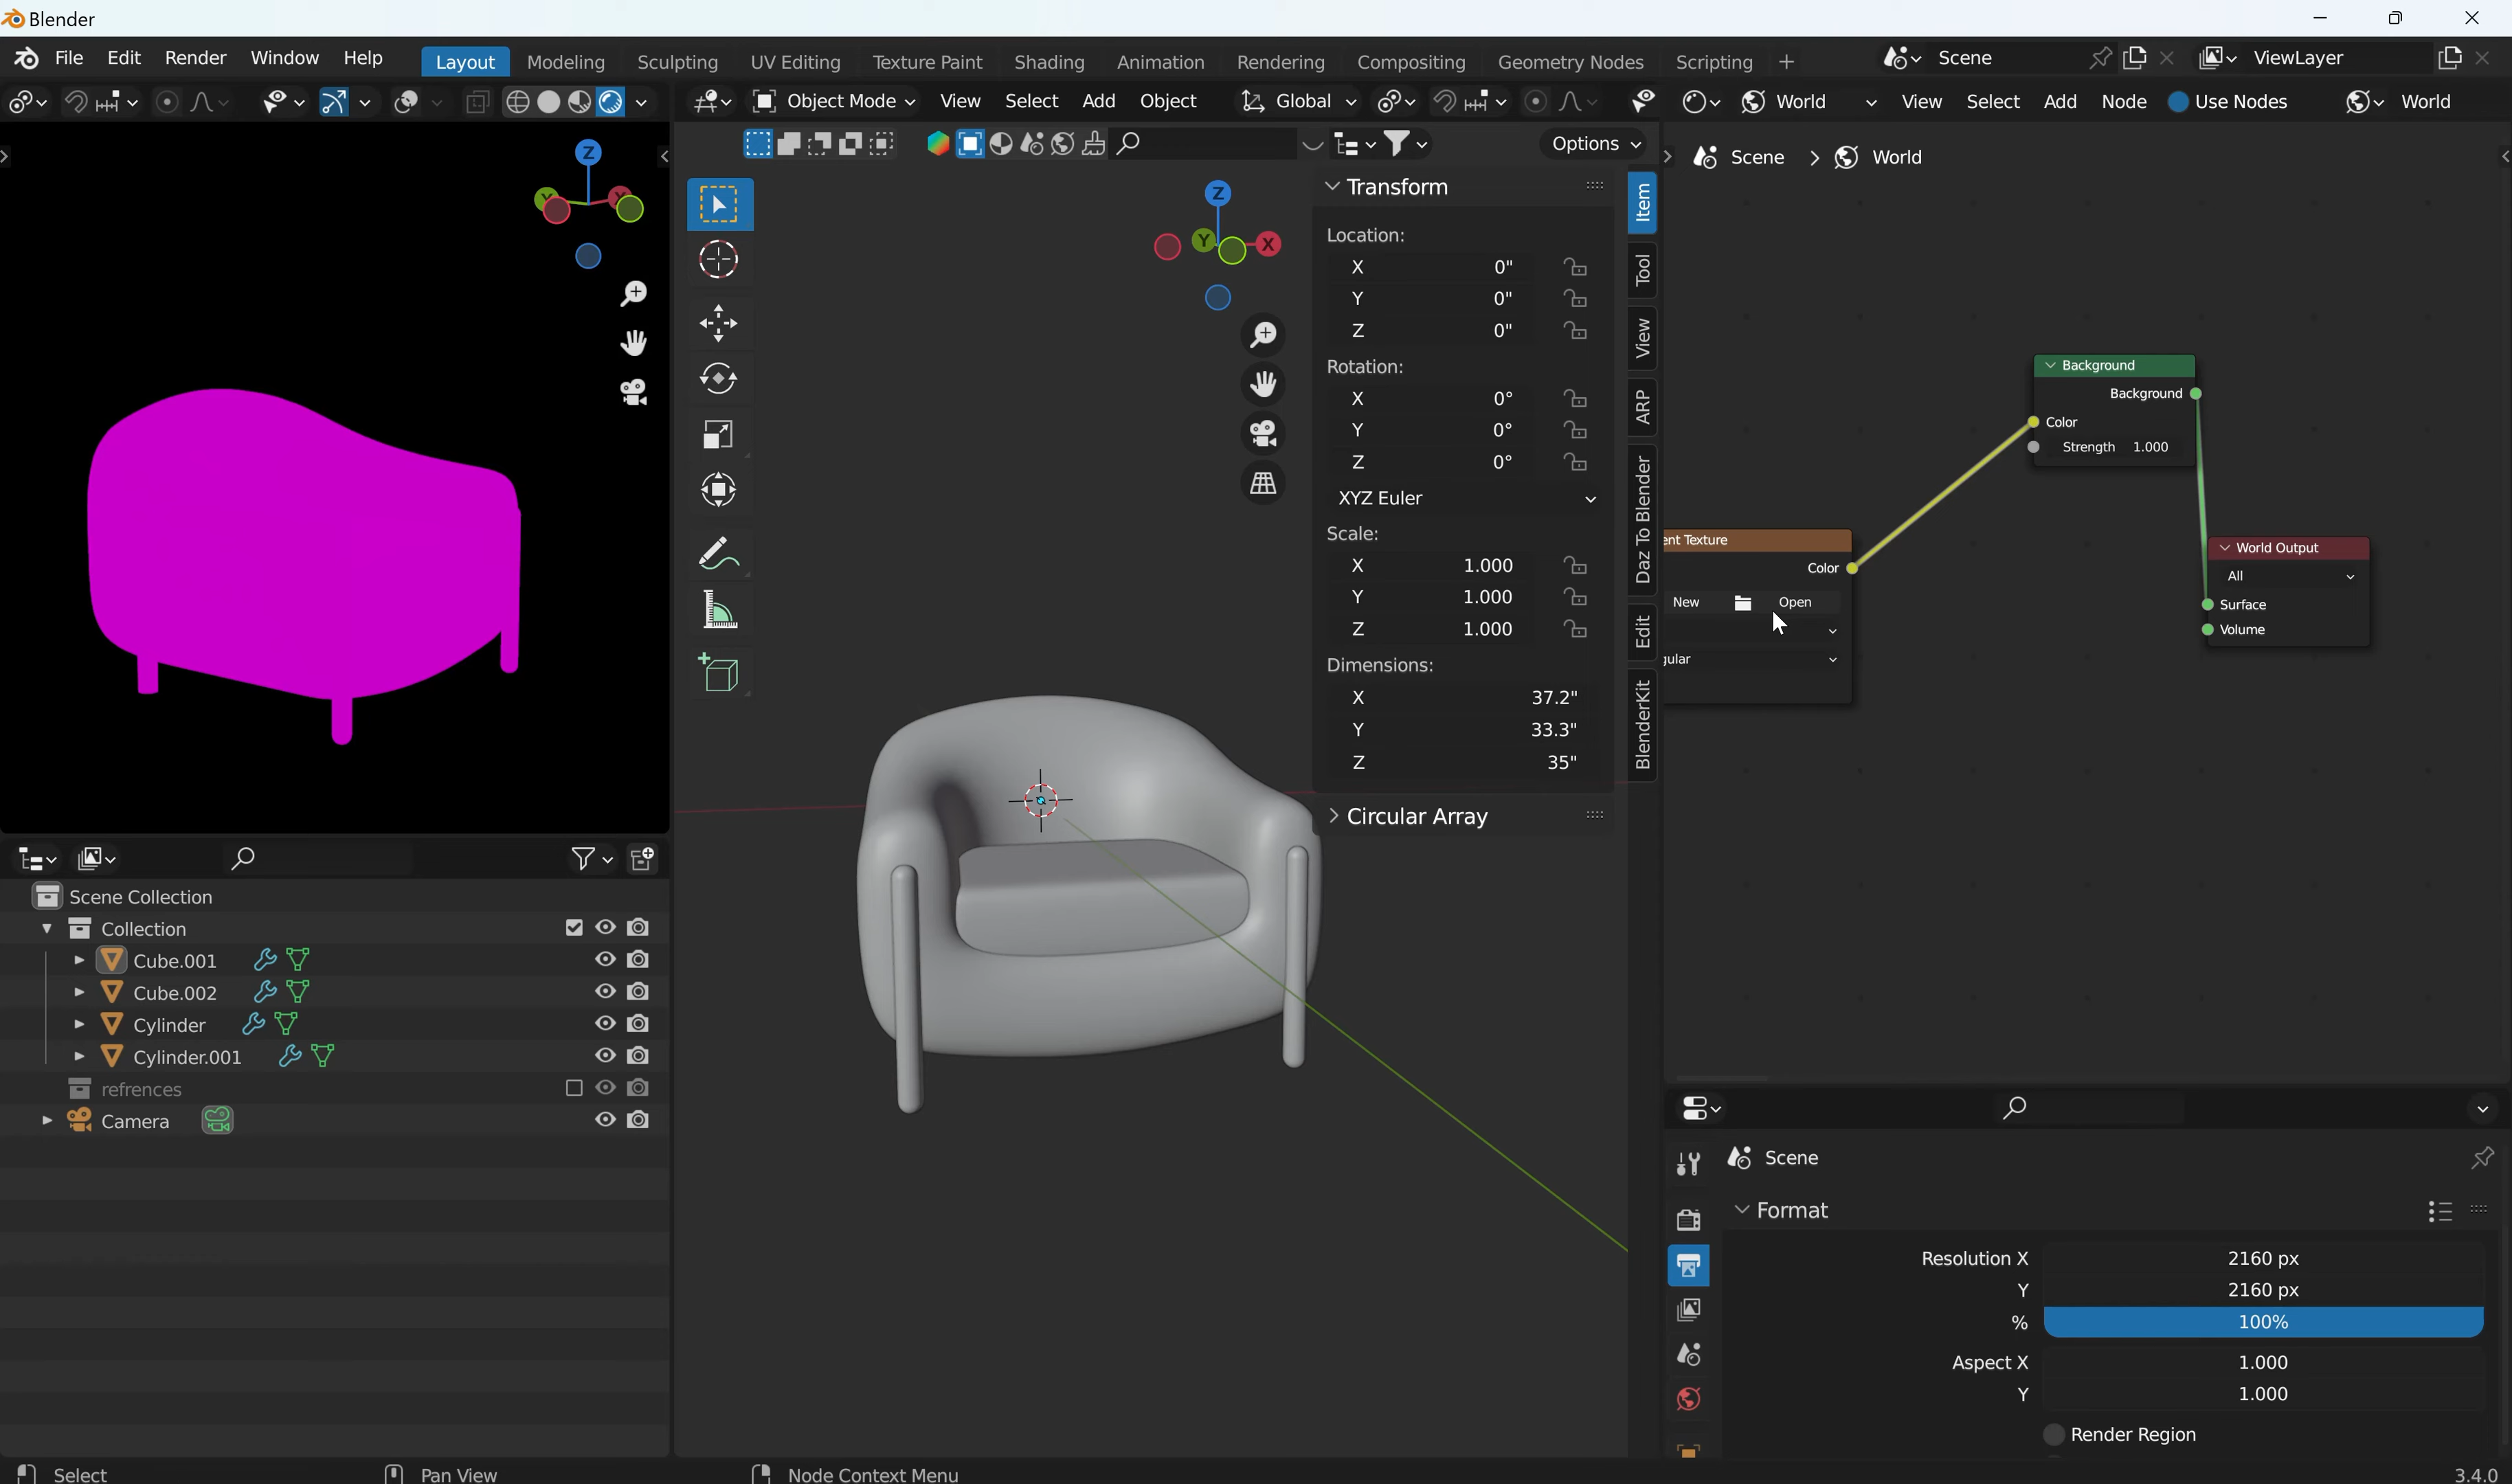 Blender
File Edit Render Window Help Layout Modeling Sculpting UV Editing Texture Paint Shading Animation Rendering Compositing Geometry Nodes Scripting + Scene ViewLayer
Object Mode View Select Add Object Global World View Select Add Node Use Nodes World
Options
Scene > World
Z
Y
X
Z
Y
X
Transform
Location:
X 0"
Y 0"
Z 0"
Rotation:
X 0°
Y 0°
Z 0°
XYZ Euler
Scale:
X 1.000
Y 1.000
Z 1.000
Dimensions:
X 37.2"
Y 33.3"
Z 35"
Circular Array
Item
Tool
View
ARP
Daz To Blender
Edit
BlenderKit
Background
Background
Color
Strength 1.000
ent Texture
Color
New Open
gular
World Output
All
Surface
Volume
Scene Collection
Collection
Cube.001
Cube.002
Cylinder
Cylinder.001
refrences
Camera
Scene
Format
Resolution X 2160 px
Y 2160 px
% 100%
Aspect X 1.000
Y 1.000
Render Region
Select Pan View Node Context Menu 3.4.0